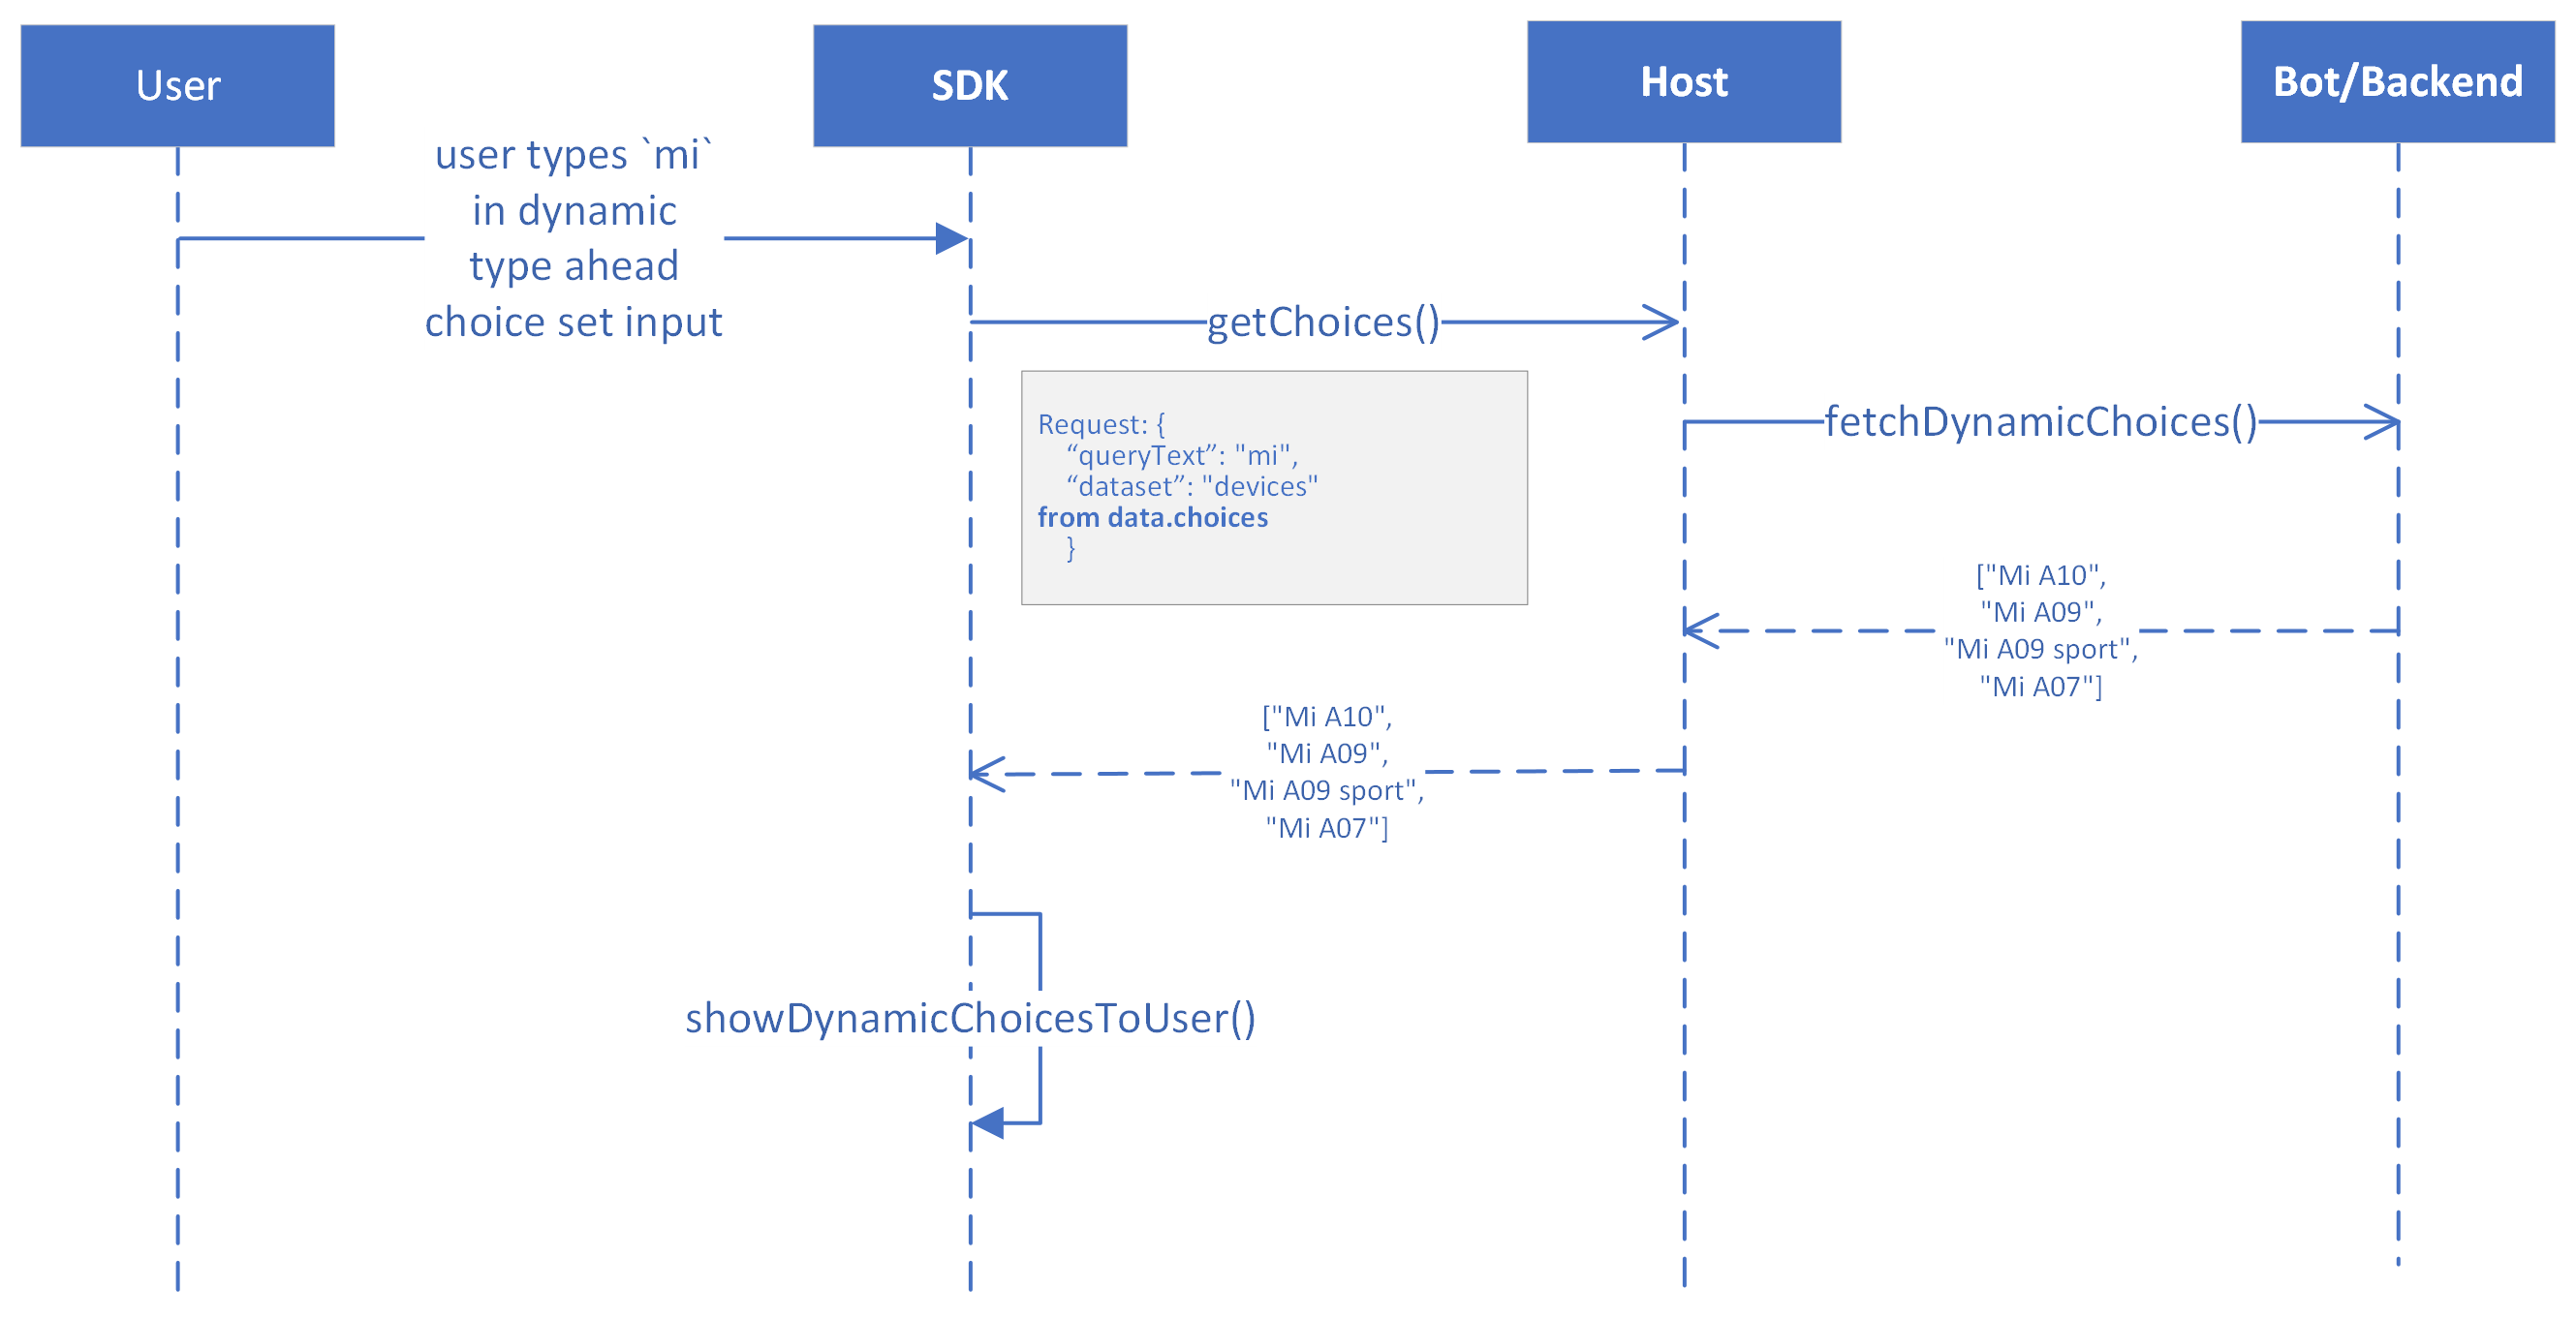 User
SDK
Host
Bot/Backend
user types `mi`
in dynamic
type ahead
choice set input
getChoices()
Request: {
“queryText”: "mi",
“dataset”: "devices"
from data.choices
}
fetchDynamicChoices()
["Mi A10",
"Mi A09",
"Mi A09 sport",
"Mi A07"]
["Mi A10",
"Mi A09",
"Mi A09 sport",
"Mi A07"]
showDynamicChoicesToUser()